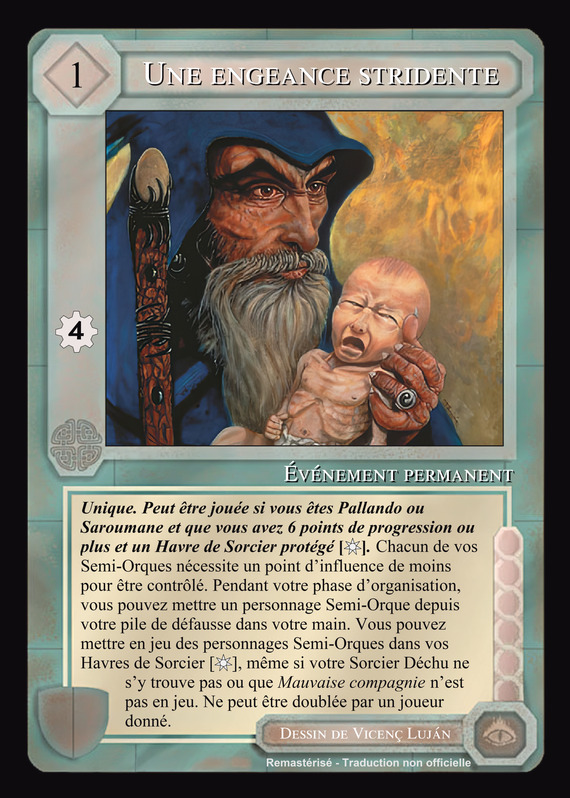 1
Une engeance stridente
4
Événement permanent
Unique. Peut être jouée si vous êtes Pallando ou
Saroumane et que vous avez 6 points de progression ou
plus et un Havre de Sorcier protégé []. Chacun de vos
Semi-Orques nécessite un point d'influence de moins
pour être contrôlé. Pendant votre phase d'organisation,
vous pouvez mettre un personnage Semi-Orque depuis
votre pile de défausse dans votre main. Vous pouvez
mettre en jeu des personnages Semi-Orques dans vos
Havres de Sorcier [], même si votre Sorcier Déchu ne
s'y trouve pas ou que Mauvaise compagnie n'est
pas en jeu. Ne peut être doublée par un joueur
donné.
Dessin de Vicenç Luján
Remastérisé - Traduction non officielle